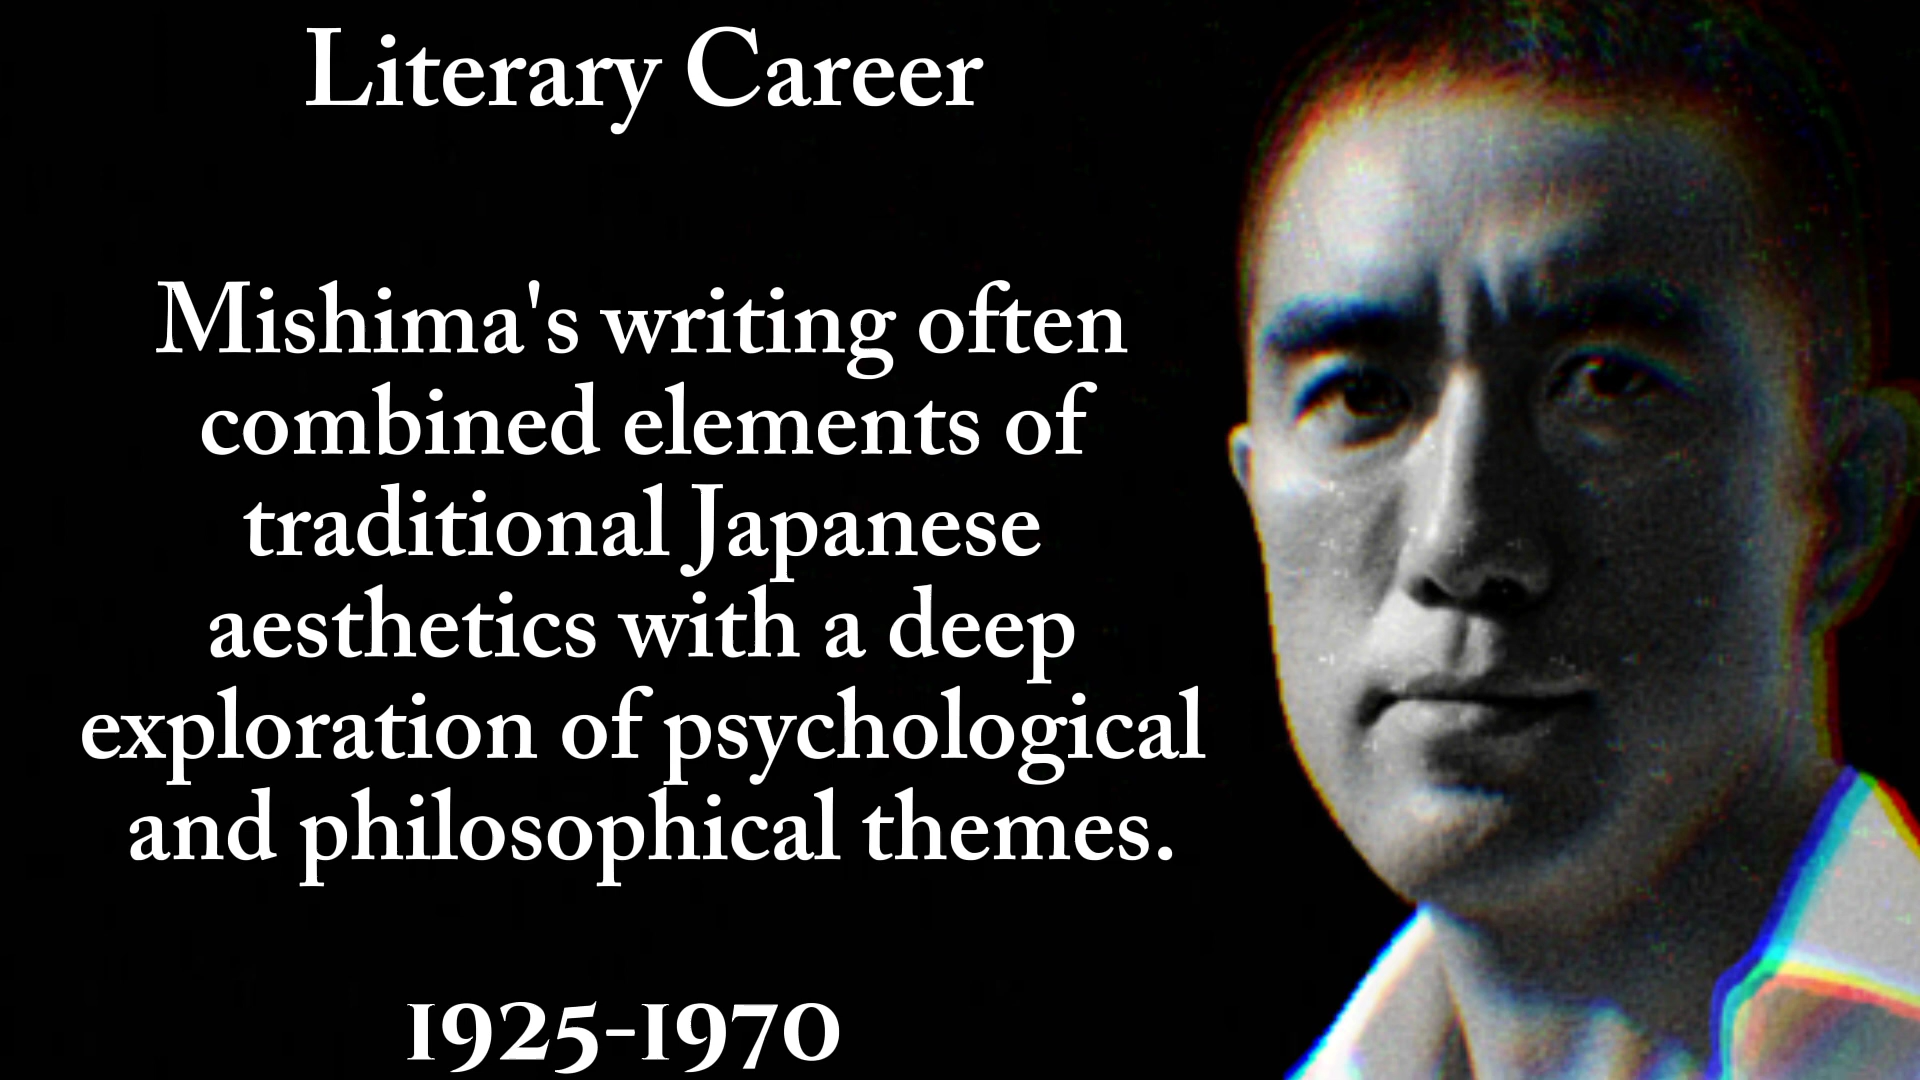 Literary Career
Mishima's writing often
combined elements of
traditional Japanese
aesthetics with a deep
exploration of psychological
and philosophical themes.
1925-1970